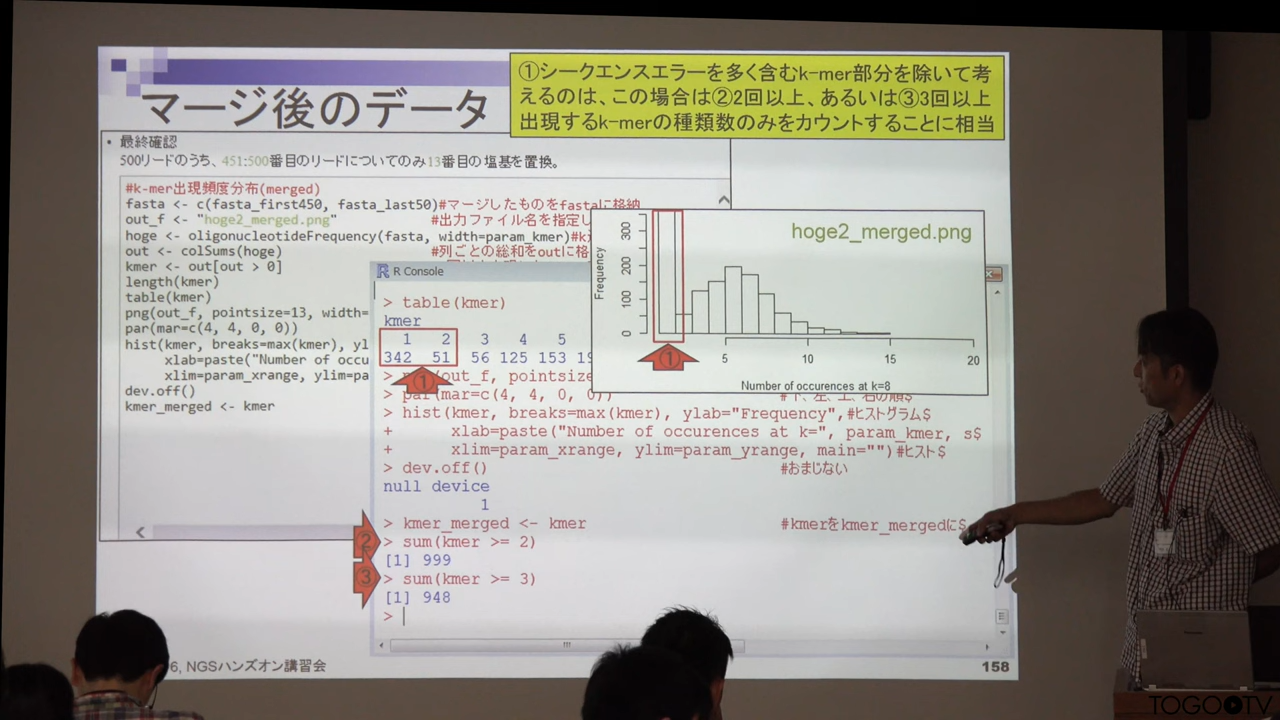 マージ後のデータ
①シークエンスエラーを多く含むk-mer部分を除いて考
えるのは、この場合は②2回以上、あるいは③3回以上
出現するk-merの種類数のみをカウントすることに相当
• 最終確認
500リードのうち、451:500番目のリードについてのみ13番目の塩基を置換。
#k-mer出現頻度分布(merged)
fasta <- c(fasta_first450, fasta_last50)#マージしたものをfastaに格納
out_f <- "hoge2_merged.png" #出力ファイル名を指定し
hoge <- oligonucleotideFrequency(fasta, width=param_kmer)#k
out <- colSums(hoge) #列ごとの総和をoutに格
kmer <- out[out > 0]
length(kmer)
table(kmer)
png(out_f, pointsize=13, width=
par(mar=c(4, 4, 0, 0))
hist(kmer, breaks=max(kmer), yl
xlab=paste("Number of occu
xlim=param_xrange, ylim=pa
dev.off()
kmer_merged <- kmer
hoge2_merged.png
Frequency
300
200
100
0
5 10 15 20
Number of occurences at k=8
①
R Console
> table(kmer)
kmer
1 2 3 4 5
342 51 56 125 153 19
①
(out_f, pointsize
> par(mar=c(4, 4, 0, 0)) #下、左、上、右の順$
> hist(kmer, breaks=max(kmer), ylab="Frequency",#ヒストグラム$
+ xlab=paste("Number of occurences at k=", param_kmer, s$
+ xlim=param_xrange, ylim=param_yrange, main="")#ヒスト$
> dev.off() #おまじない
null device
1
> kmer_merged <- kmer #kmerをkmer_mergedに$
② > sum(kmer >= 2)
[1] 999
③ > sum(kmer >= 3)
[1] 948
>
6, NGSハンズオン講習会
158
TOGOTV